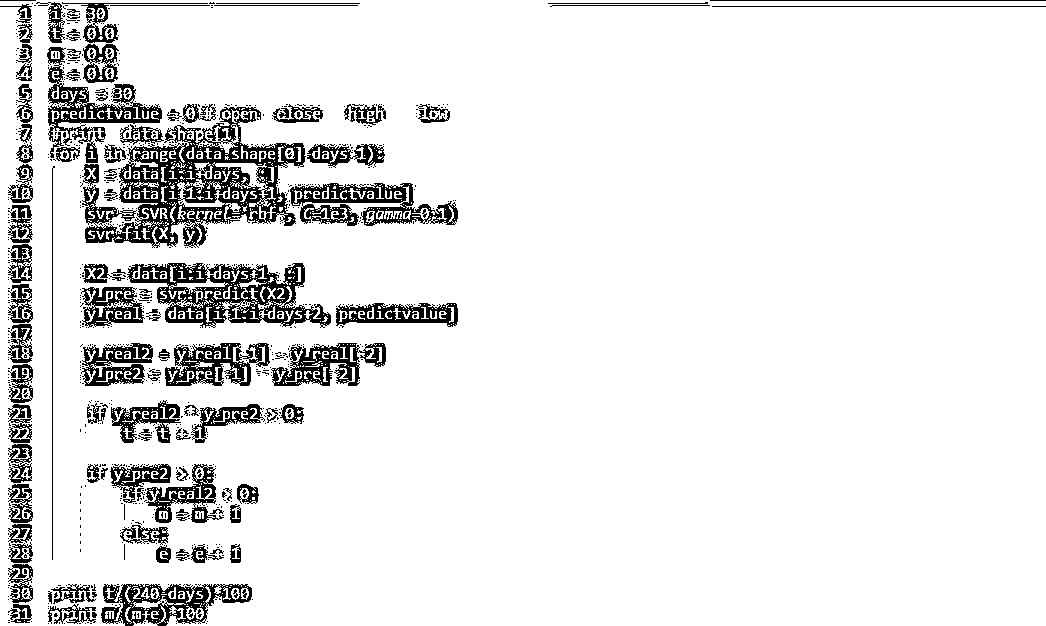 1 i = 30
2 t = 0.0
3 m = 0.0
4 e = 0.0
5 days = 30
6 predictvalue = 0 # open close high low
7 #print data.shape[1]
8 for i in range(data.shape[0]-days-1):
9 X = data[i:i+days, :]
10 y = data[i+1:i+days+1, predictvalue]
11 svr = SVR(kernel='rbf', C=1e3, gamma=0.1)
12 svr.fit(X, y)
13
14 X2 = data[i:i+days+1, :]
15 y_pre = svr.predict(X2)
16 y_real = data[i+1:i+days+2, predictvalue]
17
18 y_real2 = y_real[-1] - y_real[-2]
19 y_pre2 = y_pre[-1] - y_pre[-2]
20
21 if y_real2 * y_pre2 > 0:
22 t = t + 1
23
24 if y_pre2 > 0:
25 if y_real2 > 0:
26 m = m + 1
27 else:
28 e = e + 1
29
30 print t/(240-days)*100
31 print m/(m+e)*100